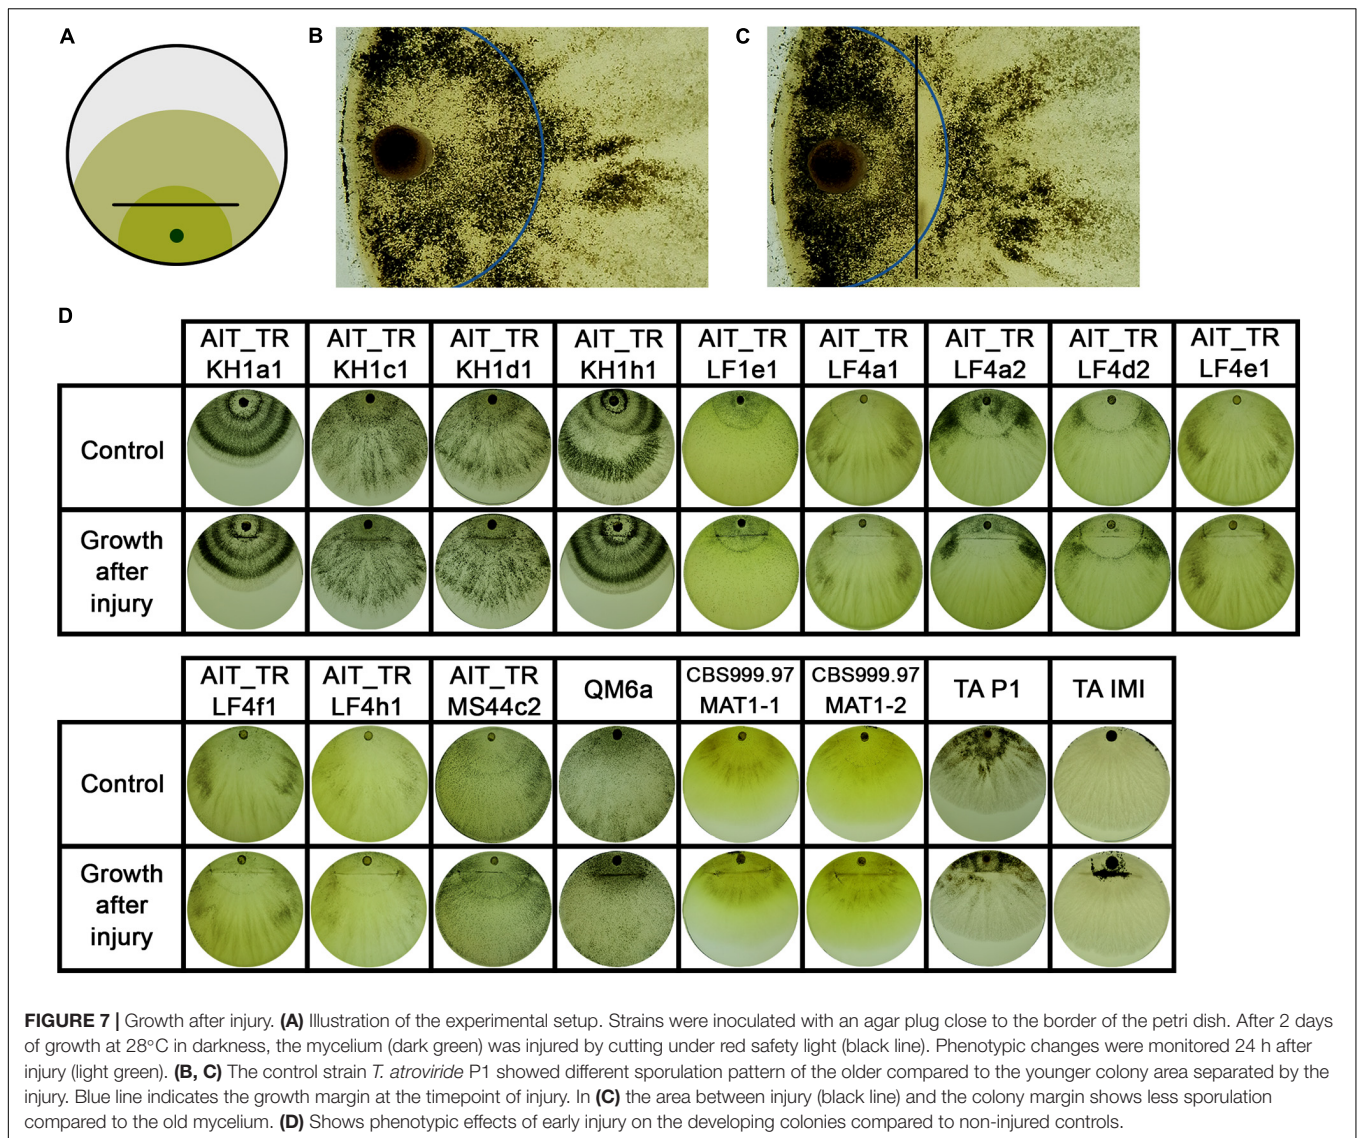 A
B
C
D
AIT_TR KH1a1
AIT_TR KH1c1
AIT_TR KH1d1
AIT_TR KH1h1
AIT_TR LF1e1
AIT_TR LF4a1
AIT_TR LF4a2
AIT_TR LF4d2
AIT_TR LF4e1
Control
Growth
after
injury
AIT_TR LF4f1
AIT_TR LF4h1
AIT_TR MS44c2
QM6a
CBS999.97 MAT1-1
CBS999.97 MAT1-2
TA P1
TA IMI
Control
Growth
after
injury
FIGURE 7 | Growth after injury. (A) Illustration of the experimental setup. Strains were inoculated with an agar plug close to the border of the petri dish. After 2 days
of growth at 28°C in darkness, the mycelium (dark green) was injured by cutting under red safety light (black line). Phenotypic changes were monitored 24 h after
injury (light green). (B, C) The control strain T. atroviride P1 showed different sporulation pattern of the older compared to the younger colony area separated by the
injury. Blue line indicates the growth margin at the timepoint of injury. In (C) the area between injury (black line) and the colony margin shows less sporulation
compared to the old mycelium. (D) Shows phenotypic effects of early injury on the developing colonies compared to non-injured controls.